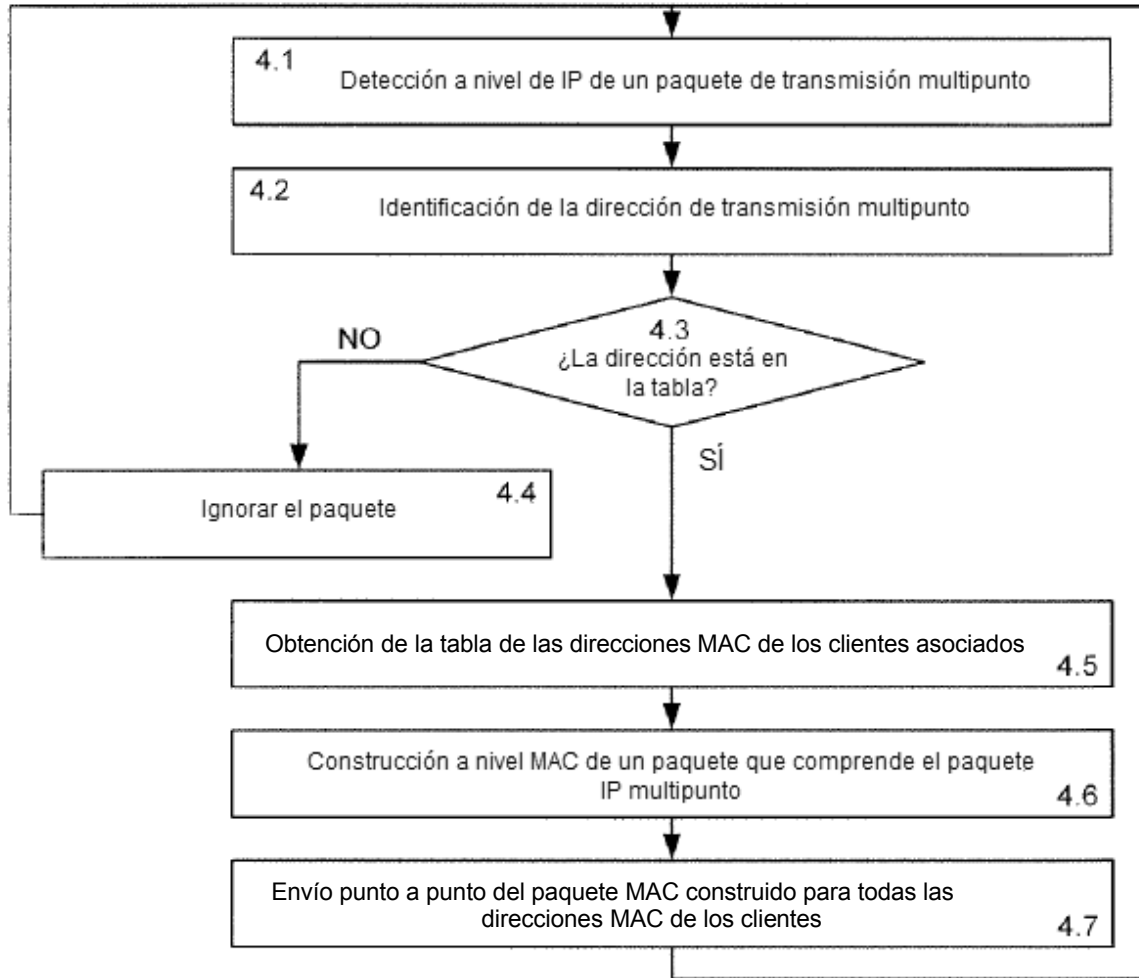 4.1
Detección a nivel de IP de un paquete de transmisión multipunto
4.2
Identificación de la dirección de transmisión multipunto
4.3
¿La dirección está en
la tabla?
NO
SÍ
4.4
Ignorar el paquete
Obtención de la tabla de las direcciones MAC de los clientes asociados
4.5
Construcción a nivel MAC de un paquete que comprende el paquete
IP multipunto
4.6
Envío punto a punto del paquete MAC construido para todas las
direcciones MAC de los clientes
4.7